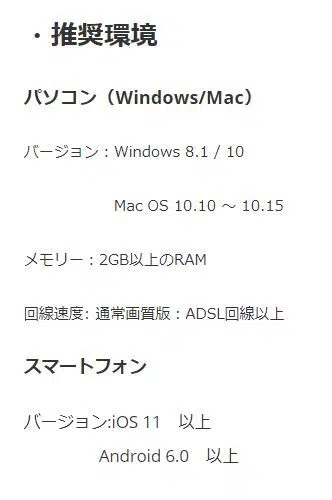 ・推奨環境
パソコン（Windows/Mac）
バージョン：Windows 8.1 / 10
Mac OS 10.10 ～ 10.15
メモリー：2GB以上のRAM
回線速度: 通常画質版：ADSL回線以上
スマートフォン
バージョン:iOS 11　以上
Android 6.0　以上